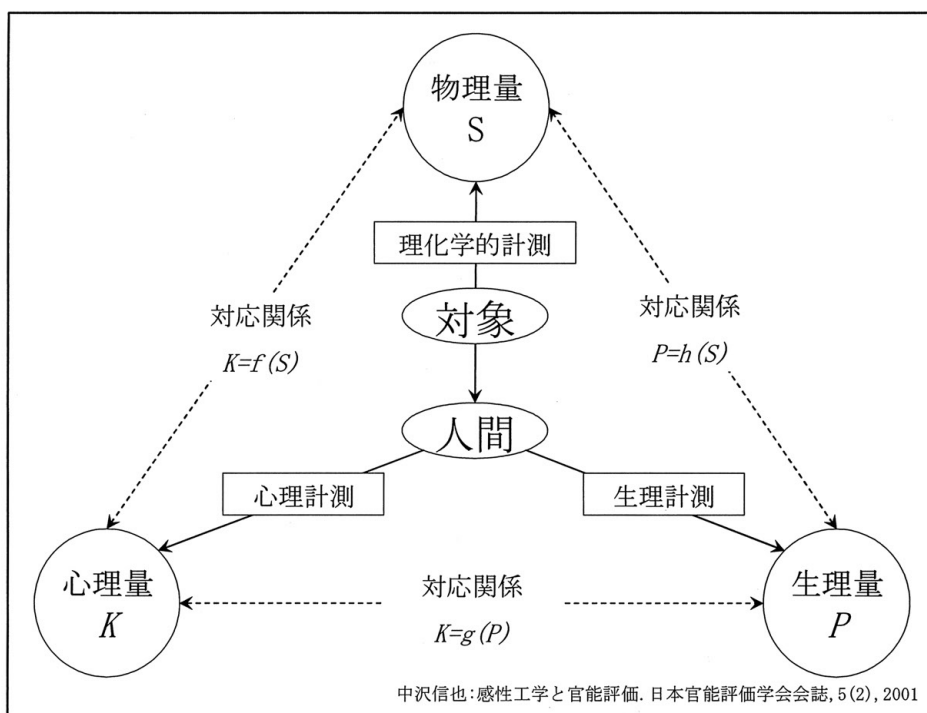 物理量
S
理化学的計測
対象
対応関係
K=f(S)
対応関係
P=h(S)
人間
心理計測
生理計測
心理量
K
対応関係
K=g(P)
生理量
P
中沢信也:感性工学と官能評価. 日本官能評価学会会誌, 5(2), 2001